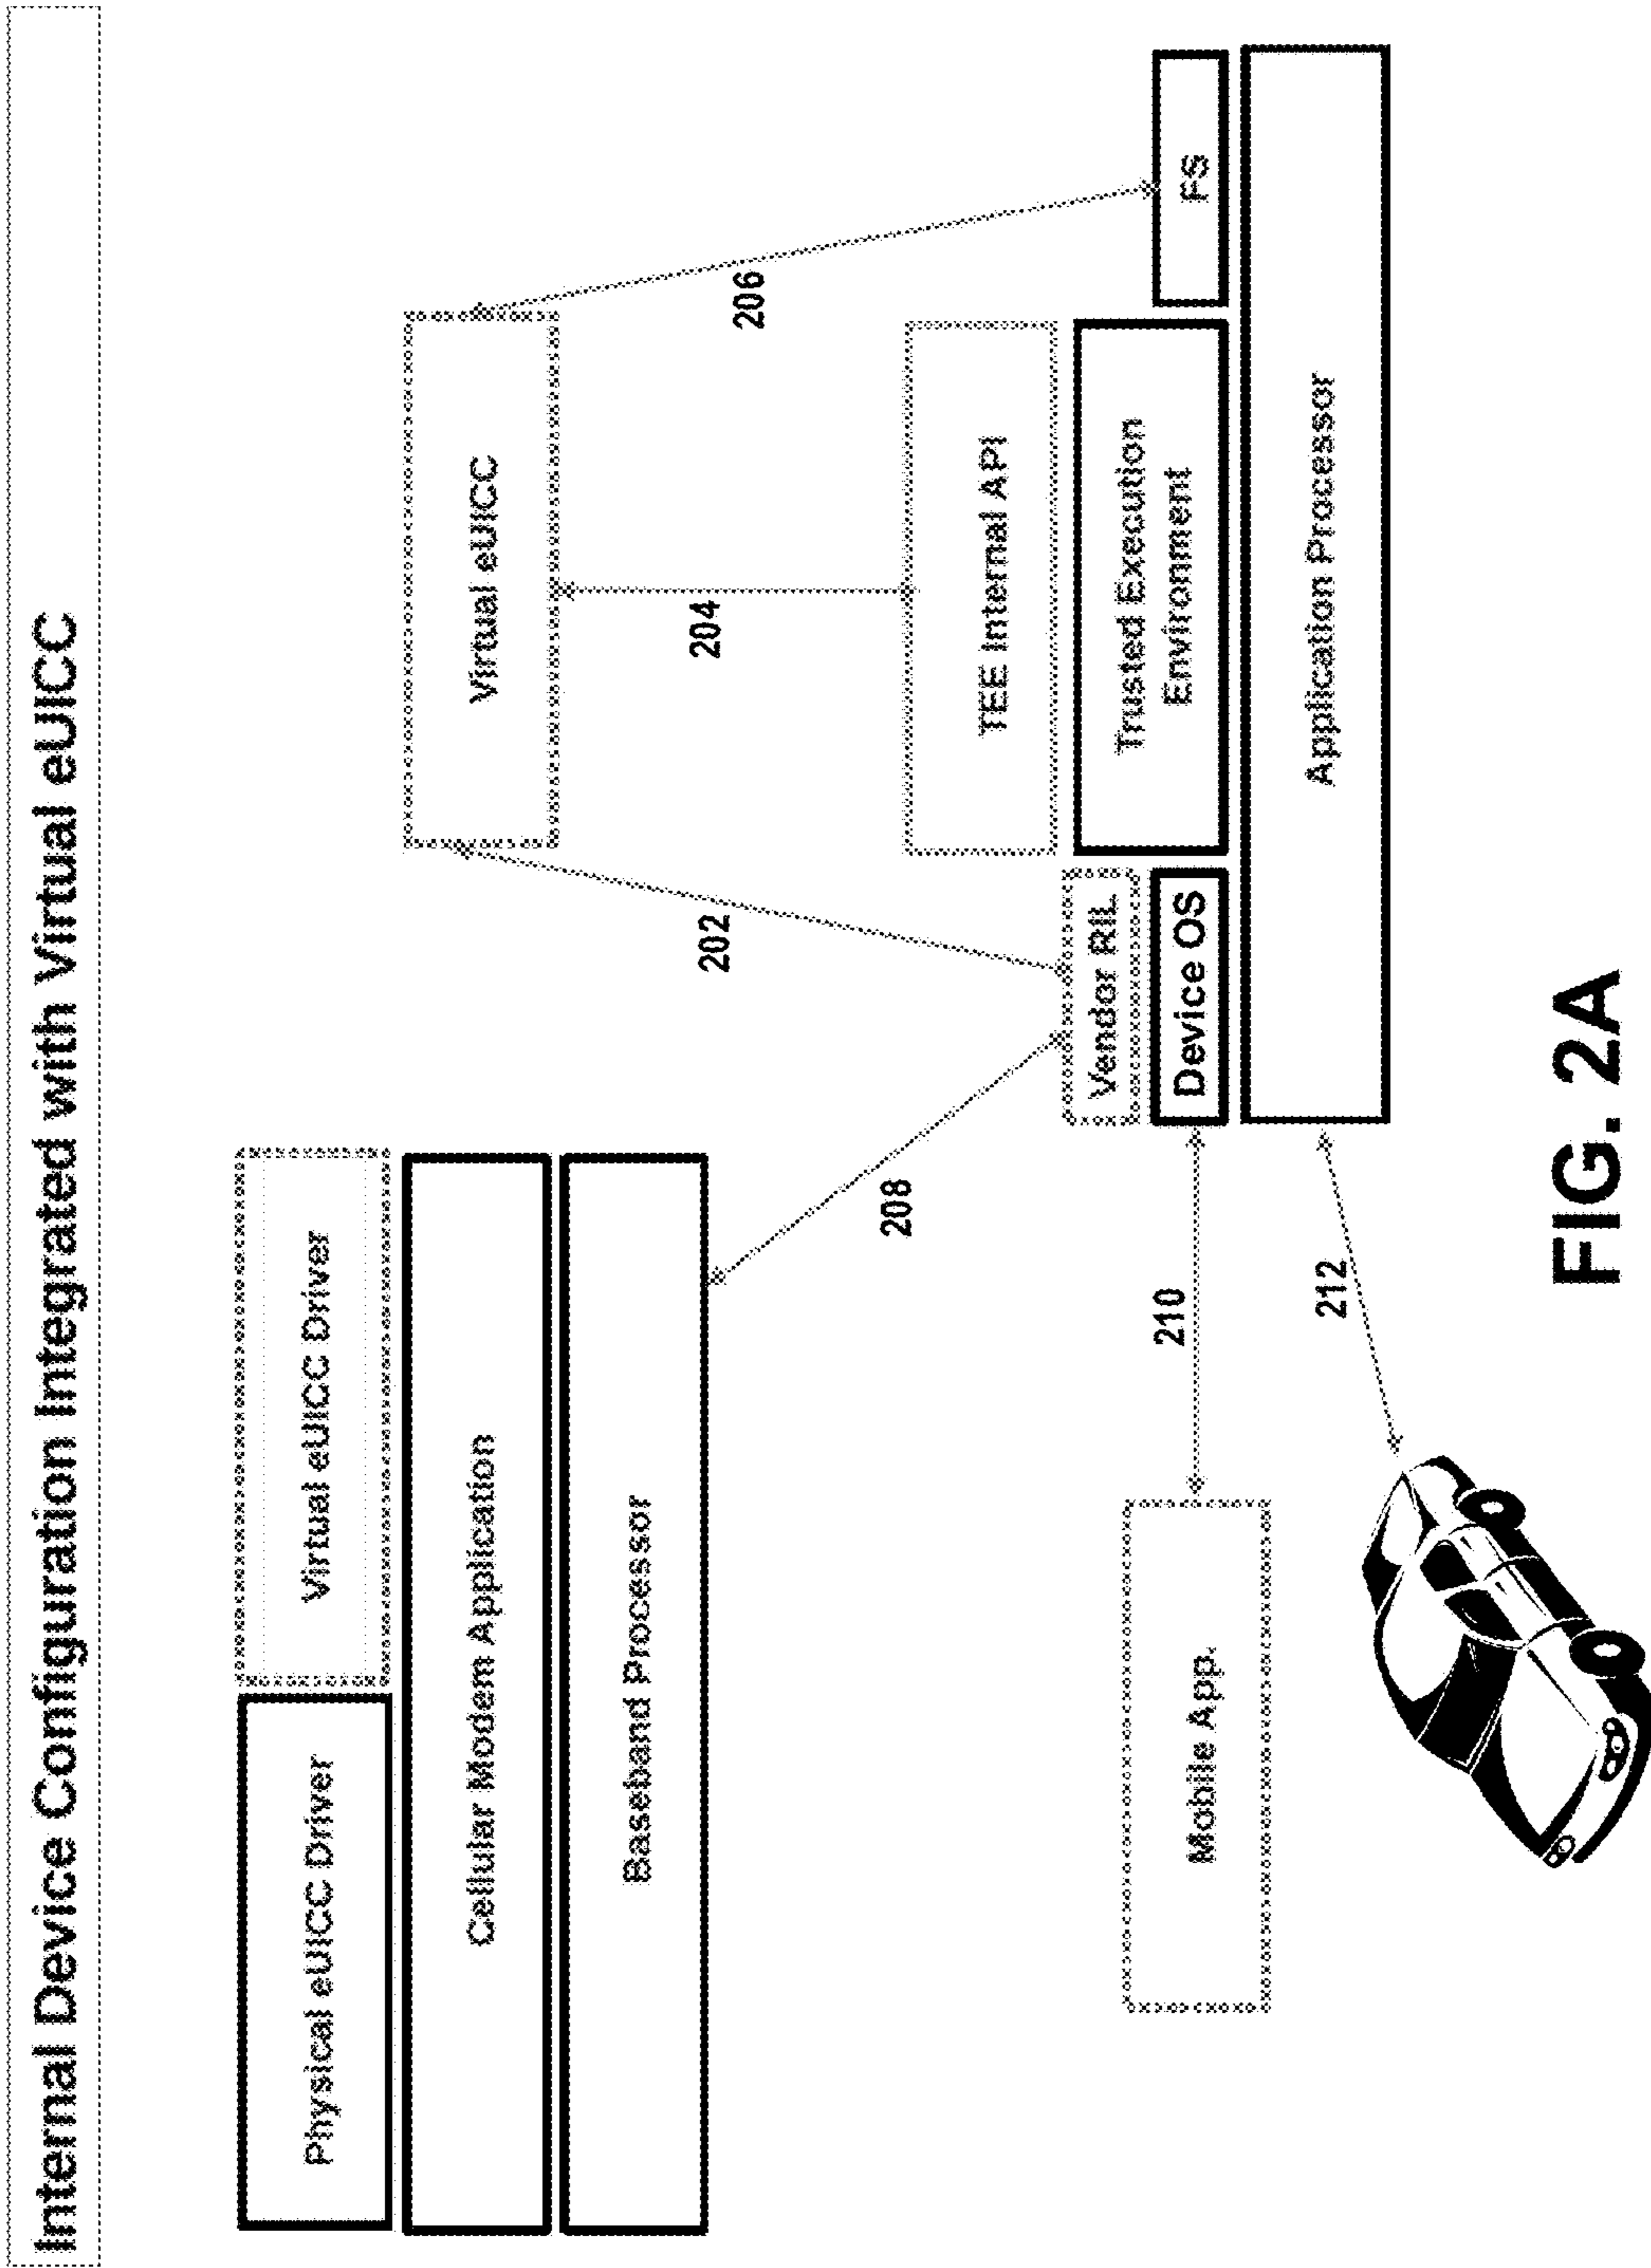 Internal Device Configuration Integrated with Virtual eUICC
Physical eUICC Driver
Virtual eUICC Driver
Cellular Modem Application
Baseband Processor
Virtual eUICC
202
204
206
208
TEE Internal API
Vendor RIL
Device OS
Trusted Execution
Environment
FS
Application Processor
Mobile App.
210
212
FIG. 2A